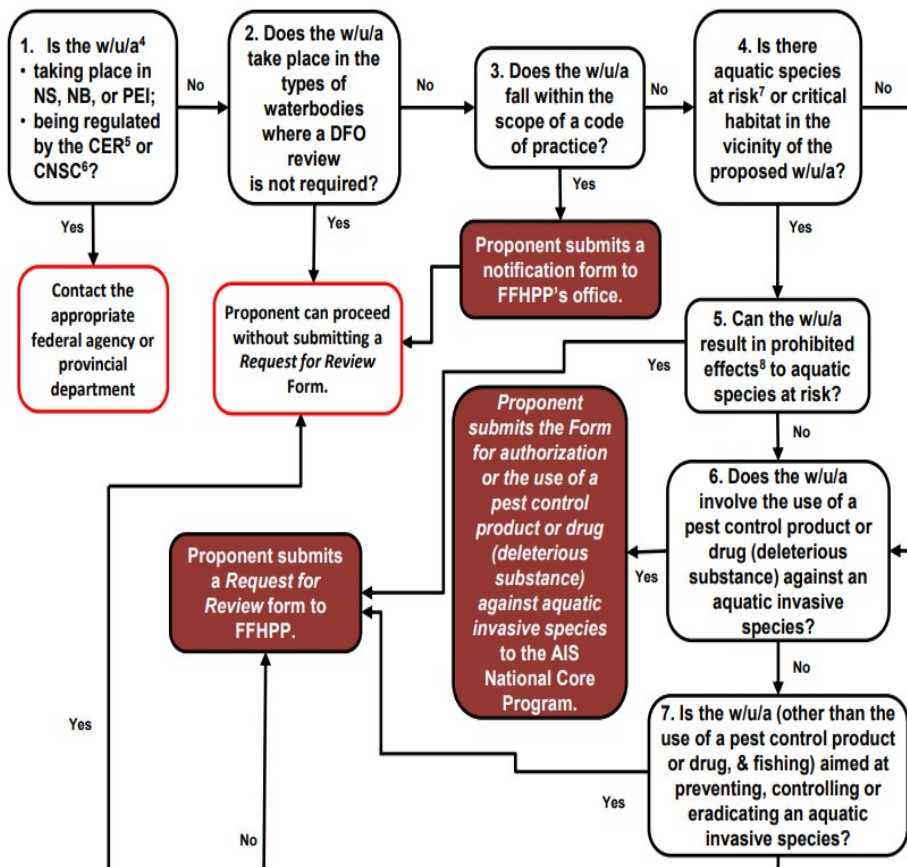 1. Is the w/u/a⁴
• taking place in
NS, NB, or PEI;
• being regulated
by the CER⁵ or
CNSC⁶?
No
Yes
Contact the
appropriate
federal agency or
provincial
department
2. Does the w/u/a
take place in the
types of
waterbodies
where a DFO
review
is not required?
No
Yes
Proponent can proceed
without submitting a
Request for Review
Form.
3. Does the w/u/a
fall within the
scope of a code
of practice?
No
Yes
Proponent submits a
notification form to
FFHPP's office.
4. Is there
aquatic species
at risk⁷ or critical
habitat in the
vicinity of the
proposed w/u/a?
No
Yes
5. Can the w/u/a
result in prohibited
effects⁸ to aquatic
species at risk?
Yes
No
Proponent
submits the Form
for authorization
or the use of a
pest control
product or drug
(deleterious
substance)
against aquatic
invasive species
to the AIS
National Core
Program.
6. Does the w/u/a
involve the use of a
pest control product or
drug (deleterious
substance) against an
aquatic invasive
species?
Yes
No
Proponent submits
a Request for
Review form to
FFHPP.
7. Is the w/u/a (other than the
use of a pest control product
or drug, & fishing) aimed at
preventing, controlling or
eradicating an aquatic
invasive species?
Yes
Yes
No